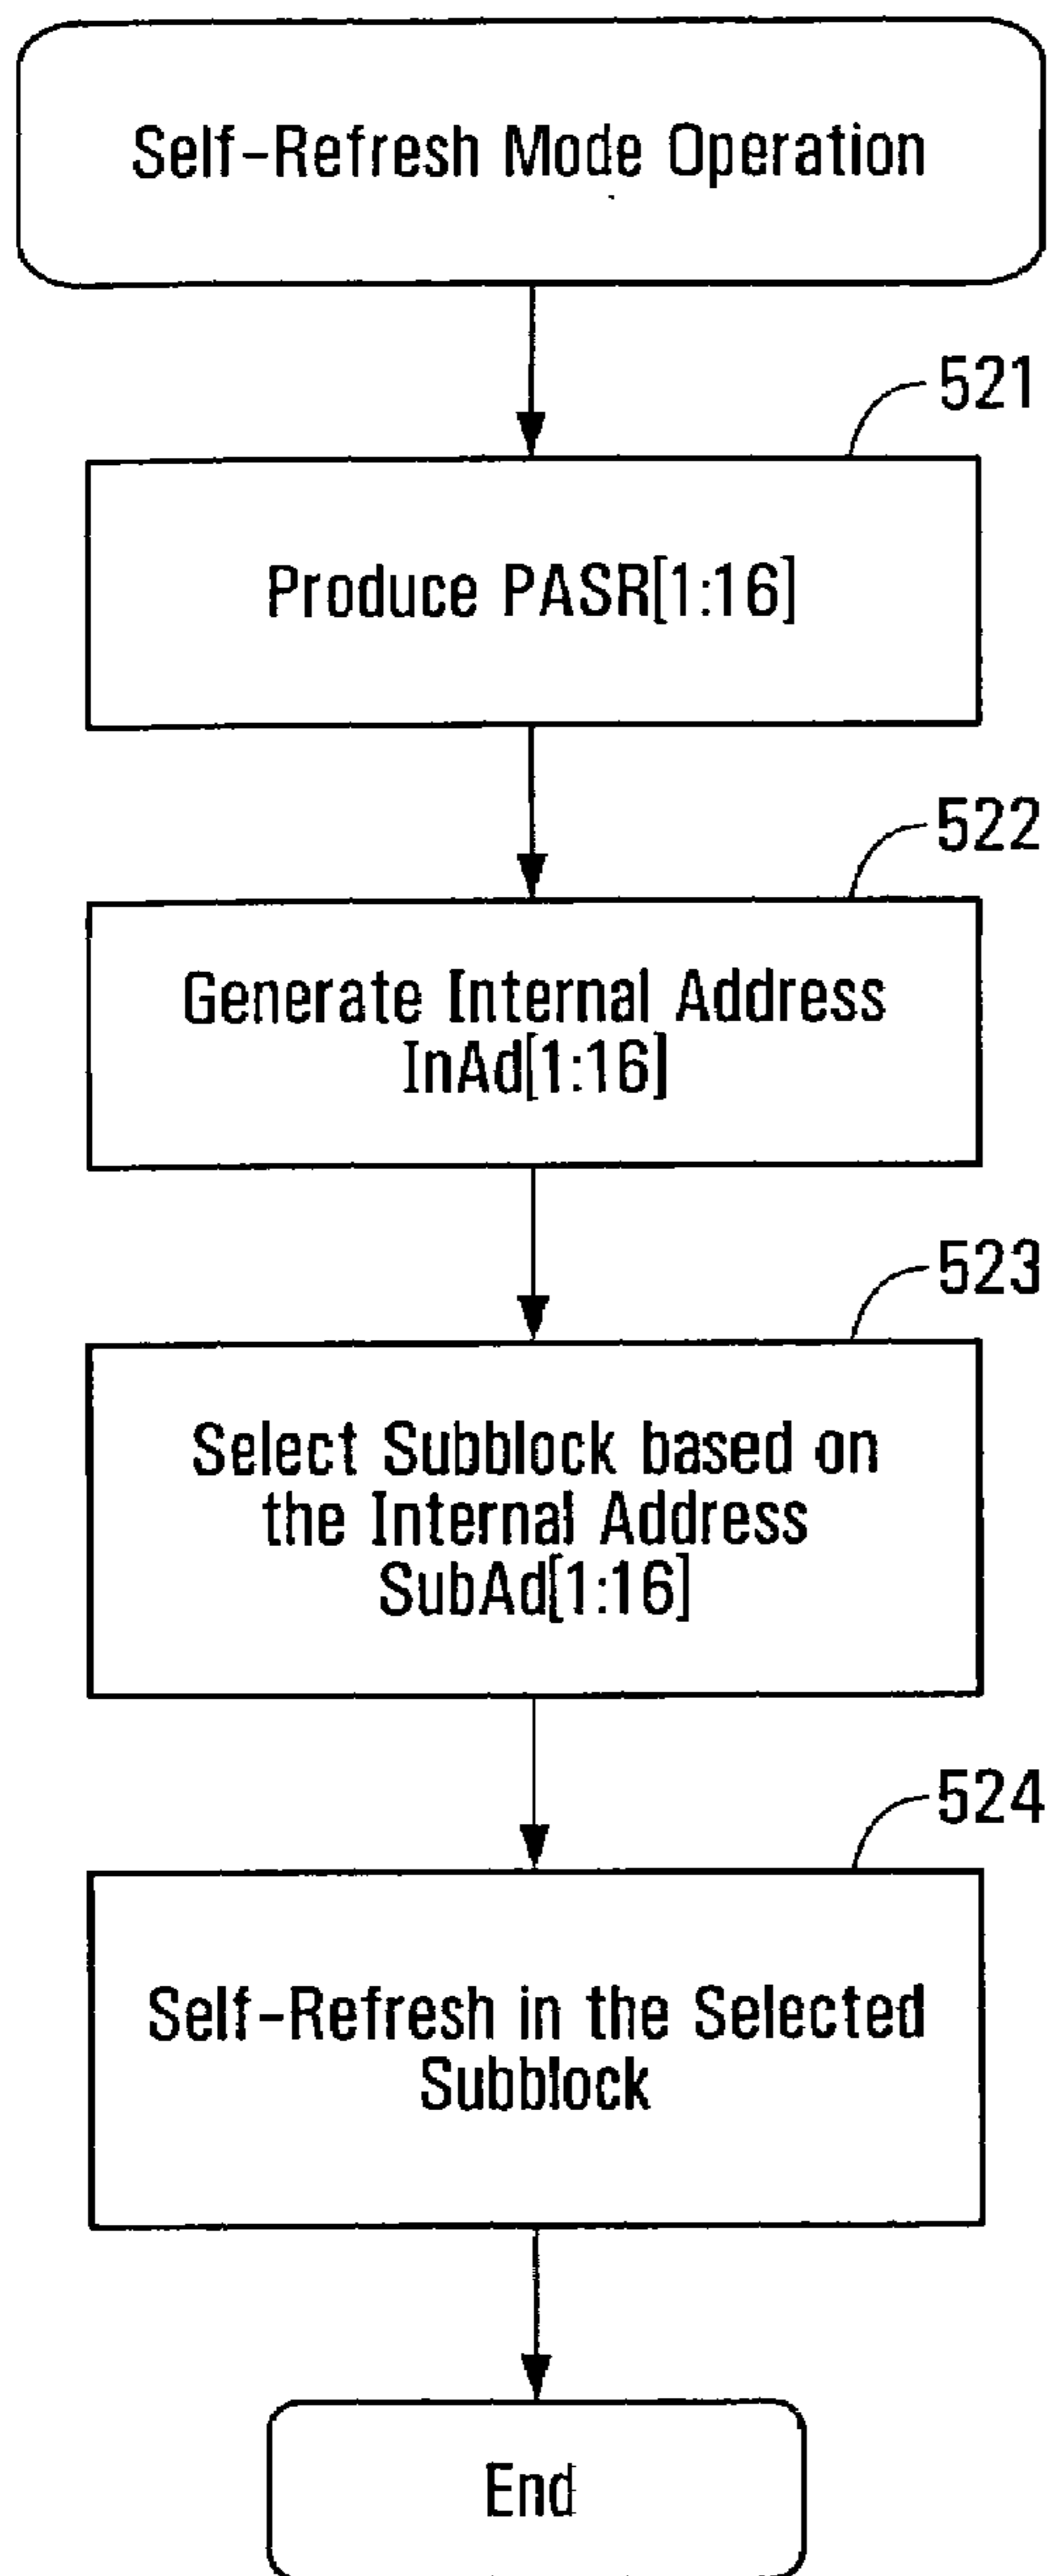 Self-Refresh Mode Operation
521
Produce PASR[1:16]
522
Generate Internal Address
InAd[1:16]
523
Select Subblock based on
the Internal Address
SubAd[1:16]
524
Self-Refresh in the Selected
Subblock
End